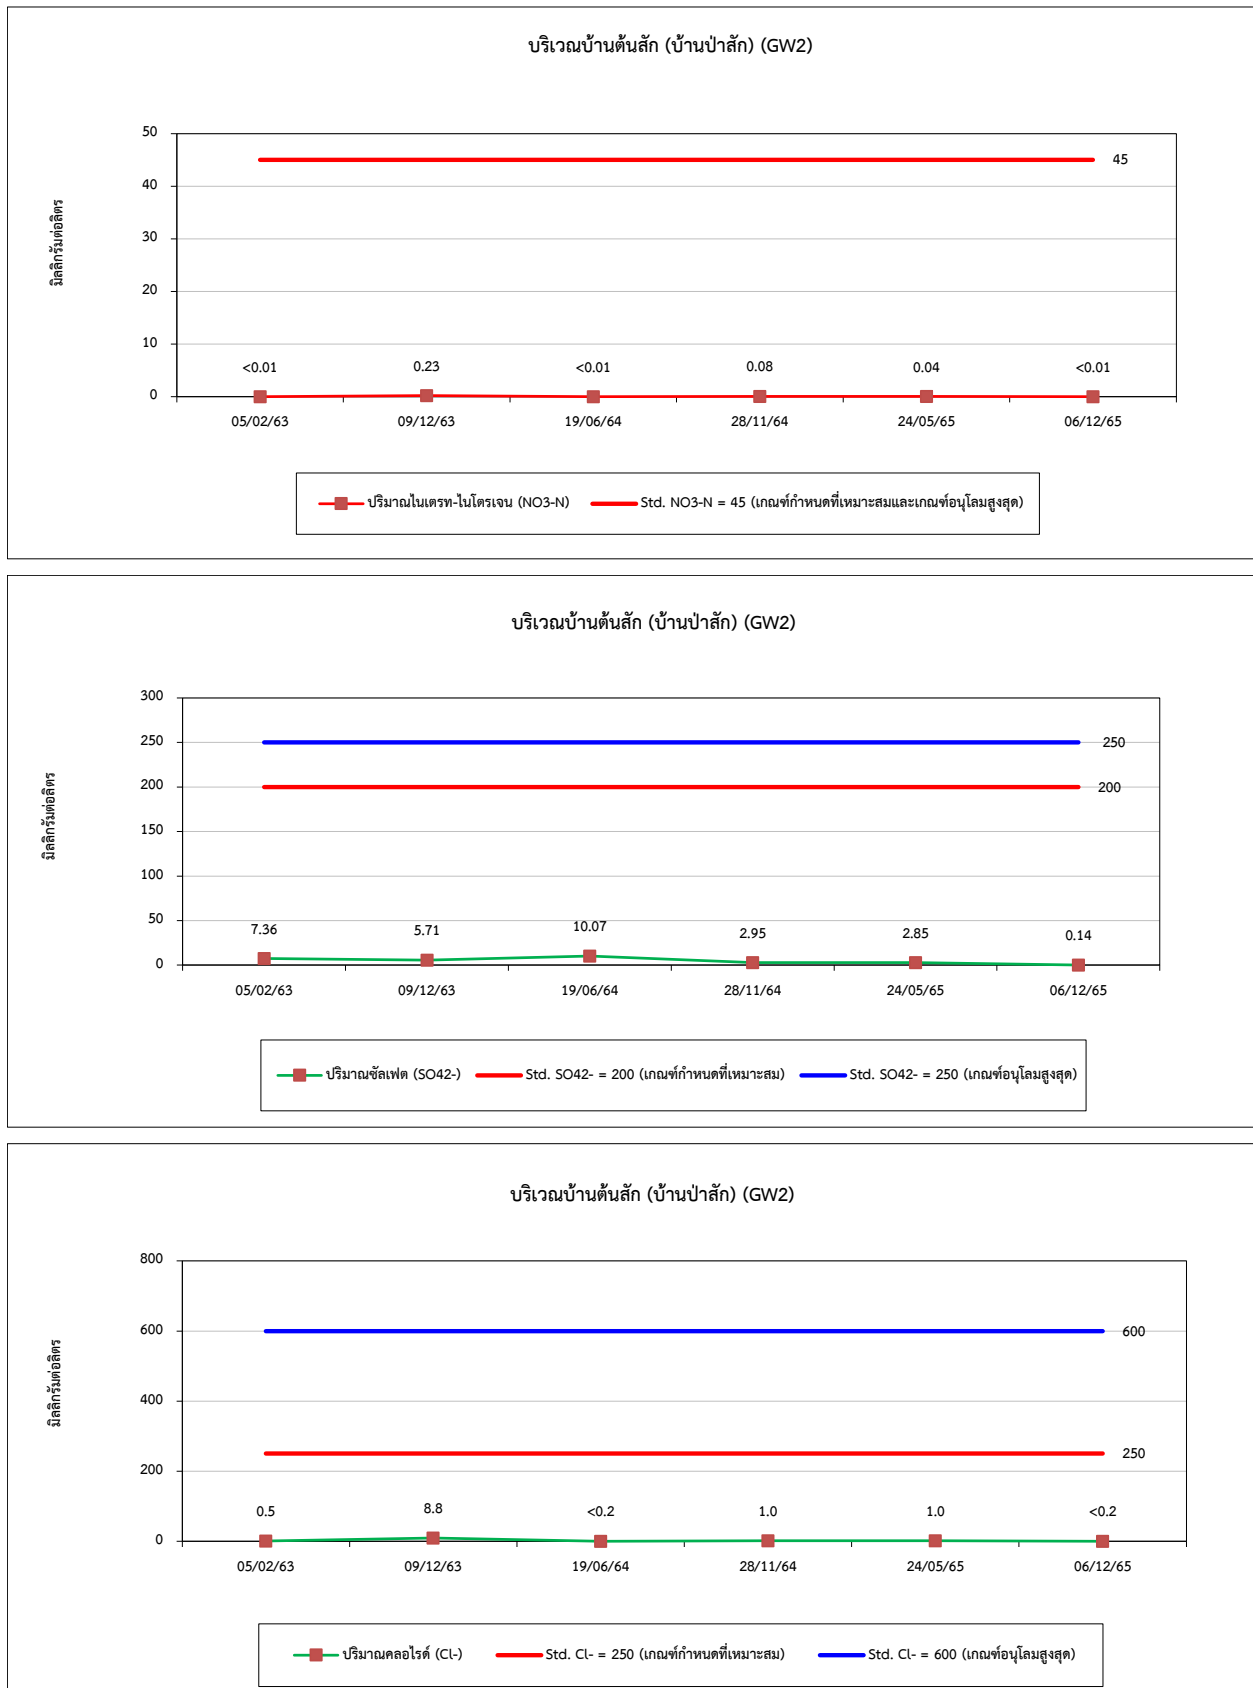 บริเวณบ้านต้นสัก (บ้านป่าสัก) (GW2)
มิลลิกรัมต่อลิตร
50
45
40
30
20
10
<0.01 0.23 <0.01 0.08 0.04 <0.01
0
05/02/63 09/12/63 19/06/64 28/11/64 24/05/65 06/12/65
ปริมาณไนเตรท-ไนโตรเจน (NO3-N) Std. NO3-N = 45 (เกณฑ์กำหนดที่เหมาะสมและเกณฑ์อนุโลมสูงสุด)
บริเวณบ้านต้นสัก (บ้านป่าสัก) (GW2)
มิลลิกรัมต่อลิตร
300
250 250
200 200
150
100
50
7.36 5.71 10.07 2.95 2.85 0.14
0
05/02/63 09/12/63 19/06/64 28/11/64 24/05/65 06/12/65
ปริมาณซัลเฟต (SO42-) Std. SO42- = 200 (เกณฑ์กำหนดที่เหมาะสม) Std. SO42- = 250 (เกณฑ์อนุโลมสูงสุด)
บริเวณบ้านต้นสัก (บ้านป่าสัก) (GW2)
มิลลิกรัมต่อลิตร
800
600 600
400
250
200
0.5 8.8 <0.2 1.0 1.0 <0.2
0
05/02/63 09/12/63 19/06/64 28/11/64 24/05/65 06/12/65
ปริมาณคลอไรด์ (Cl-) Std. Cl- = 250 (เกณฑ์กำหนดที่เหมาะสม) Std. Cl- = 600 (เกณฑ์อนุโลมสูงสุด)